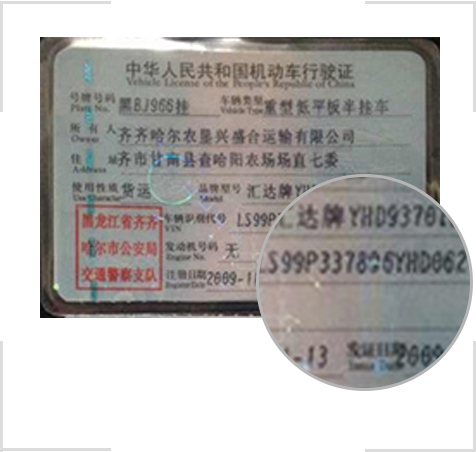 中华人民共和国机动车行驶证
Vehicle License of the People's Republic of China
号牌号码 黑BJ966挂 车辆类型 重型低平板半挂车
Plate No. Vehicle Type
所有人 齐齐哈尔农垦兴盛合运输有限公司
Owner
住址 齐市甘南县查哈阳农场场直七委
Address
使用性质 货运 品牌型号 汇达牌
Use Character Model
黑龙江省齐齐
哈尔市公安局
交通警察支队
车辆识别代号 LS99P
VIN
发动机号码 无
Engine No.
注册日期 2009-1
Register Date
汇达牌YHD9370
LS99P337896YHD062
-13 发证日期 2009
Issue Date